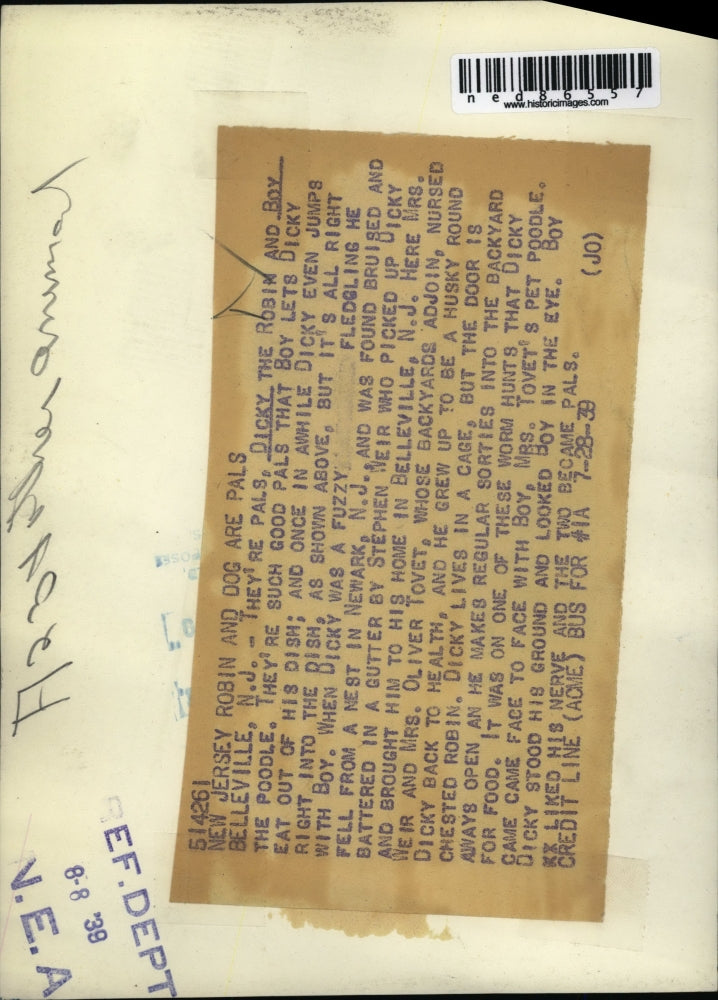 ned86557
www.historicimages.com
514261
NEW JERSEY ROBIN AND DOG ARE PALS
BELLEVILLE, N.J. - THEY'RE PALS, DICKY THE ROBIN AND BOY
THE POODLE. THEY'RE SUCH GOOD PALS THAT BOY LETS DICKY
EAT OUT OF HIS DISH; AND ONCE IN AWHILE DICKY EVEN JUMPS
RIGHT INTO THE DISH, AS SHOWN ABOVE, BUT IT'S ALL RIGHT
WITH BOY. WHEN DICKY WAS A FUZZY FLEDGLING HE
FELL FROM A NEST IN NEWARK, N.J., AND WAS FOUND BRUISED AND
BATTERED IN A GUTTER BY STEPHEN WEIR WHO PICKED UP DICKY
AND BROUGHT HIM TO HIS HOME IN BELLEVILLE, N.J. HERE MRS.
WEIR AND MRS. OLIVER TOVET, WHOSE BACKYARDS ADJOIN, NURSED
DICKY BACK TO HEALTH, AND HE GREW UP TO BE A HUSKY ROUND
CHESTED ROBIN. DICKY LIVES IN A CAGE, BUT THE DOOR IS
AWAYS OPEN AN HE MAKES REGULAR SORTIES INTO THE BACKYARD
FOR FOOD. IT WAS ON ONE OF THESE WORM HUNTS THAT DICKY
CAME CAME FACE TO FACE WITH BOY, MRS. TOVET'S PET POODLE.
DICKY STOOD HIS GROUND AND LOOKED BOY IN THE EYE. BOY
LIKED HIS NERVE AND THE TWO BECAME PALS.
CREDIT LINE (ACME) BUS FOR #1A 7-28-39 (JO)
REF. DEPT
8-8 '39
N.E.A